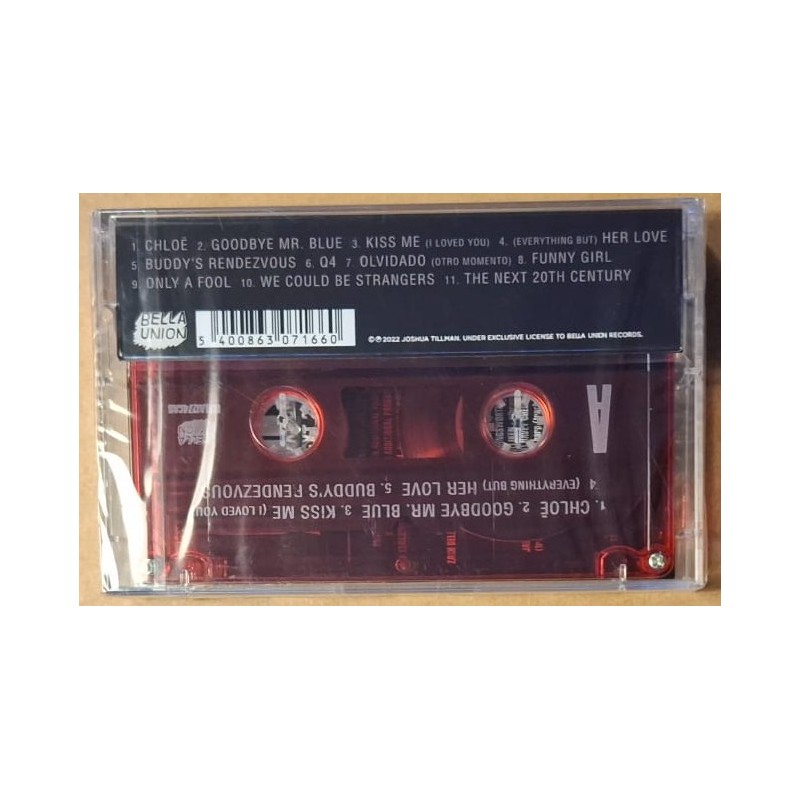 1. CHLOË 2. GOODBYE MR. BLUE 3. KISS ME (I LOVED YOU) 4. (EVERYTHING BUT) HER LOVE
5 BUDDY'S RENDEZVOUS 6. Q4 7. OLVIDADO (OTRO MOMENTO) 8. FUNNY GIRL
9. ONLY A FOOL 10. WE COULD BE STRANGERS 11. THE NEXT 20TH CENTURY
BELLA
UNION
5 400863 071660
©℗ 2022 JOSHUA TILLMAN. UNDER EXCLUSIVE LICENSE TO BELLA UNION RECORDS.
A
1. CHLOË 2. GOODBYE MR. BLUE 3. KISS ME (I LOVED YOU)
4 (EVERYTHING BUT) HER LOVE 5. BUDDY'S RENDEZVOUS